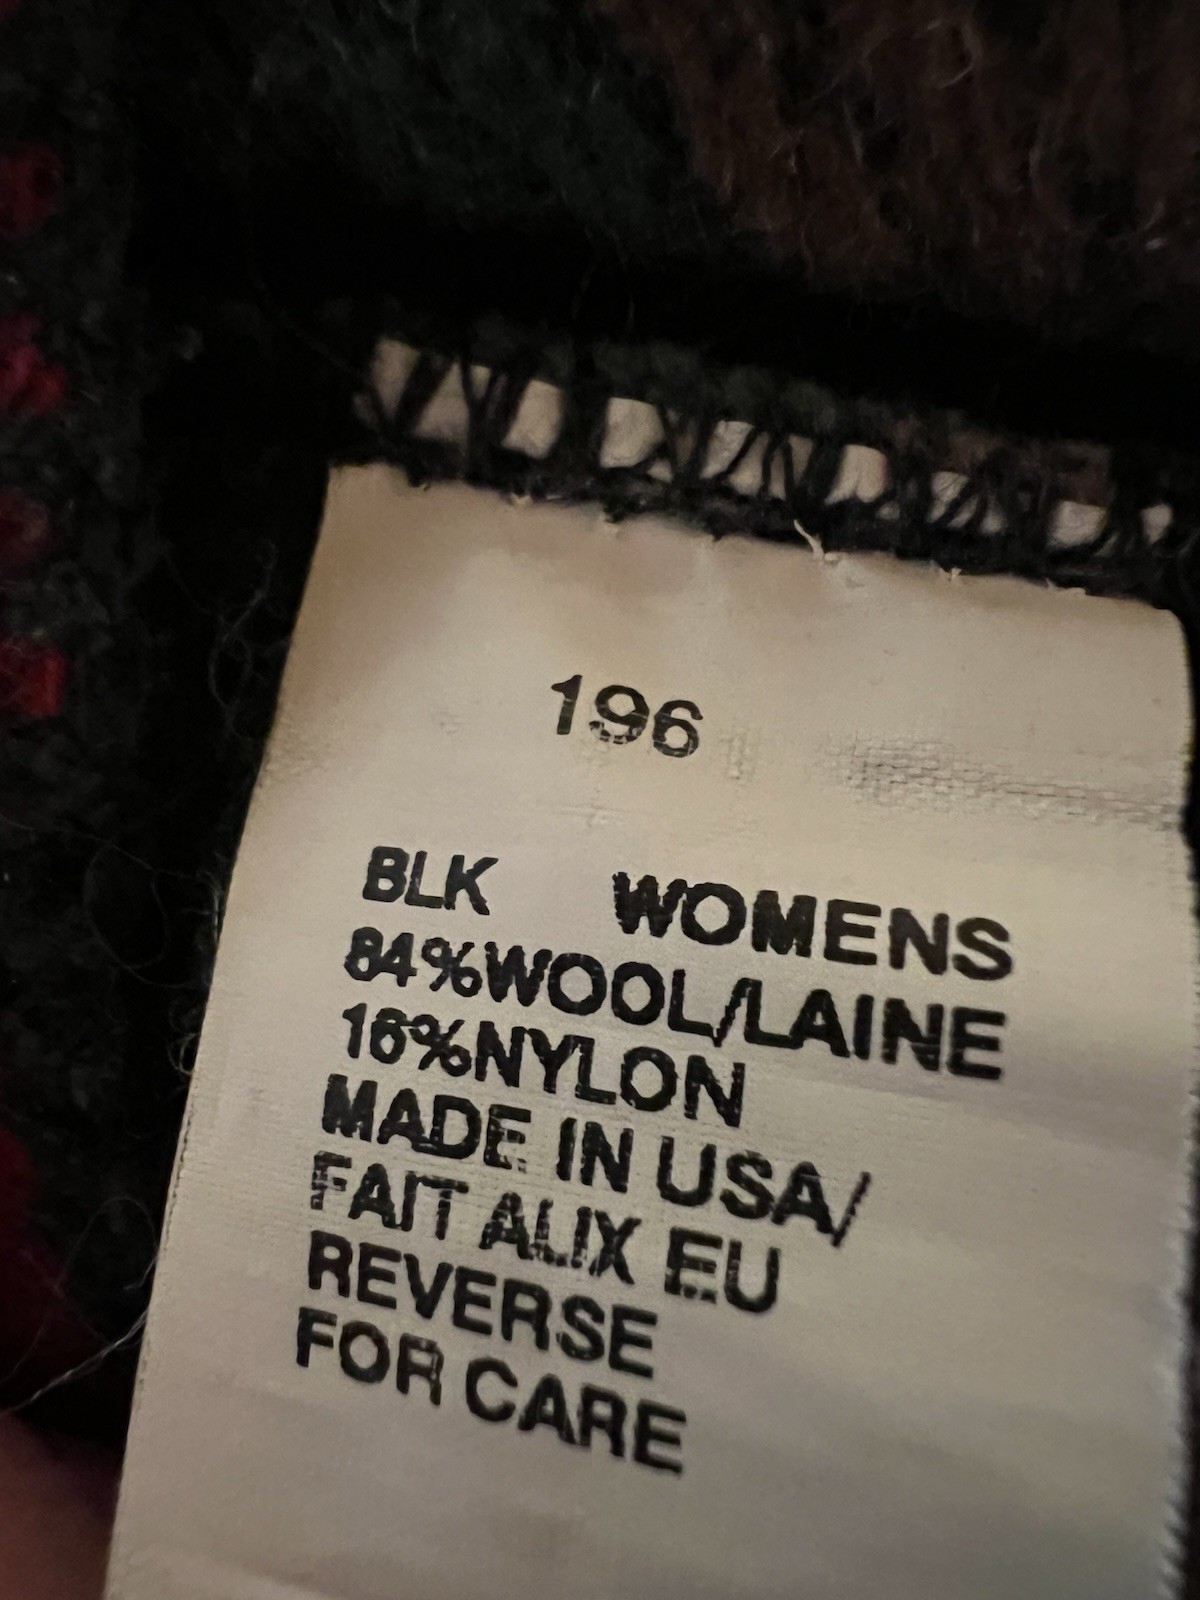 196
BLK WOMENS
84%WOOL/LAINE
16%NYLON
MADE IN USA/
FAIT AUX EU
REVERSE
FOR CARE